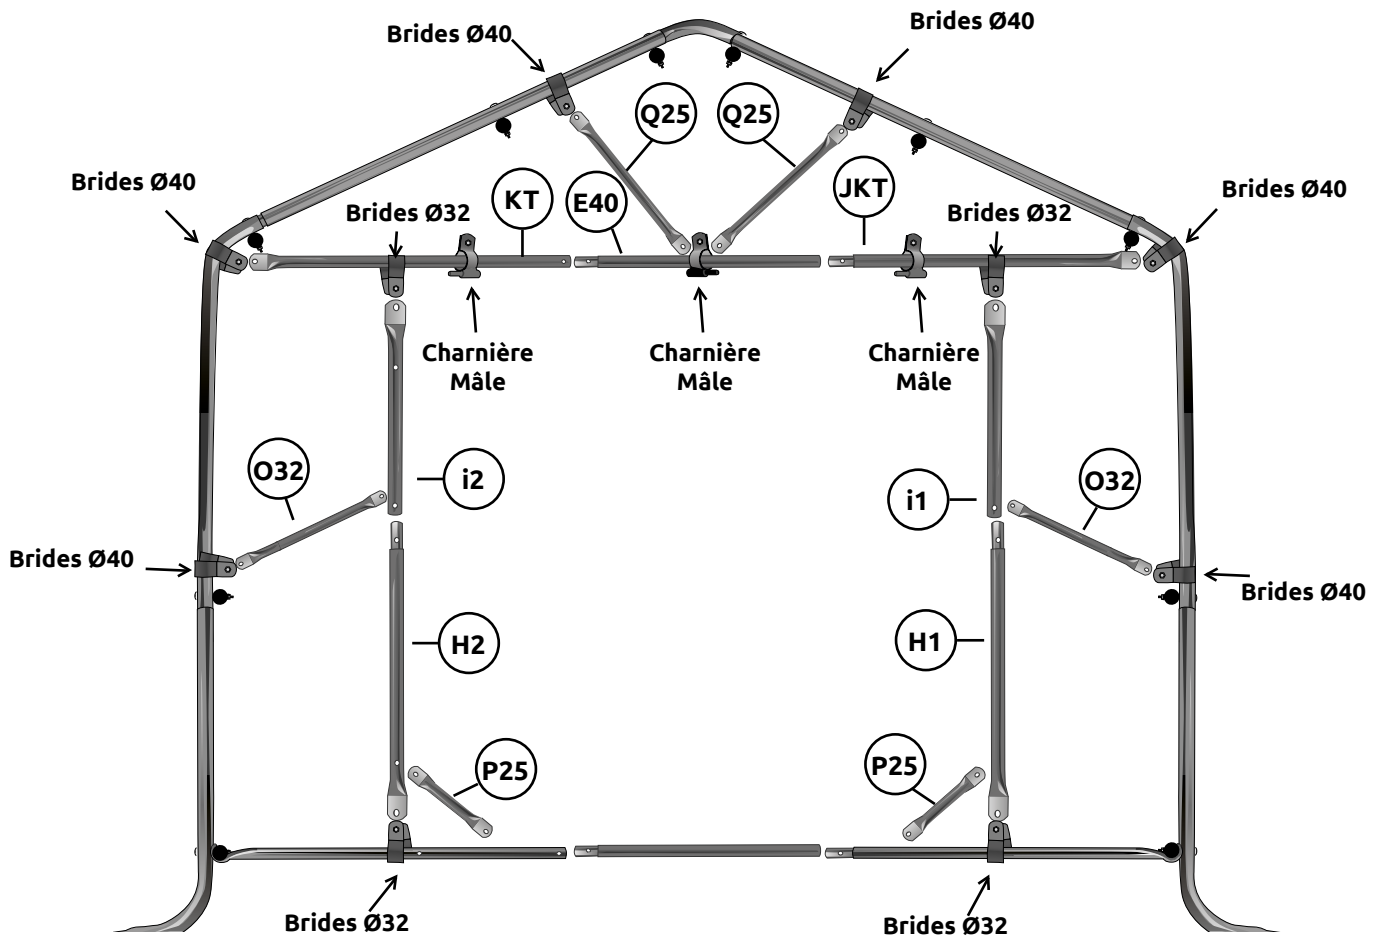 Brides Ø40
Brides Ø40
Q25
Q25
Brides Ø40
KT
E40
JKT
Brides Ø40
Brides Ø32
Brides Ø32
Charnière
Mâle
Charnière
Mâle
Charnière
Mâle
O32
i2
i1
O32
Brides Ø40
Brides Ø40
H2
H1
P25
P25
Brides Ø32
Brides Ø32